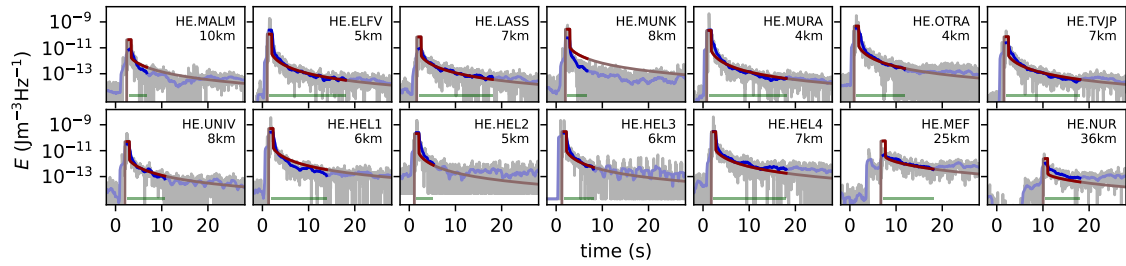 10⁻⁹
10⁻¹¹
10⁻¹³
HE.MALM
10km
HE.ELFV
5km
HE.LASS
7km
HE.MUNK
8km
HE.MURA
4km
HE.OTRA
4km
HE.TVJP
7km
E (Jm⁻³Hz⁻¹)
10⁻⁹
10⁻¹¹
10⁻¹³
HE.UNIV
8km
HE.HEL1
6km
HE.HEL2
5km
HE.HEL3
6km
HE.HEL4
7km
HE.MEF
25km
HE.NUR
36km
0 10 20 0 10 20 0 10 20 0 10 20 0 10 20 0 10 20 0 10 20
time (s)